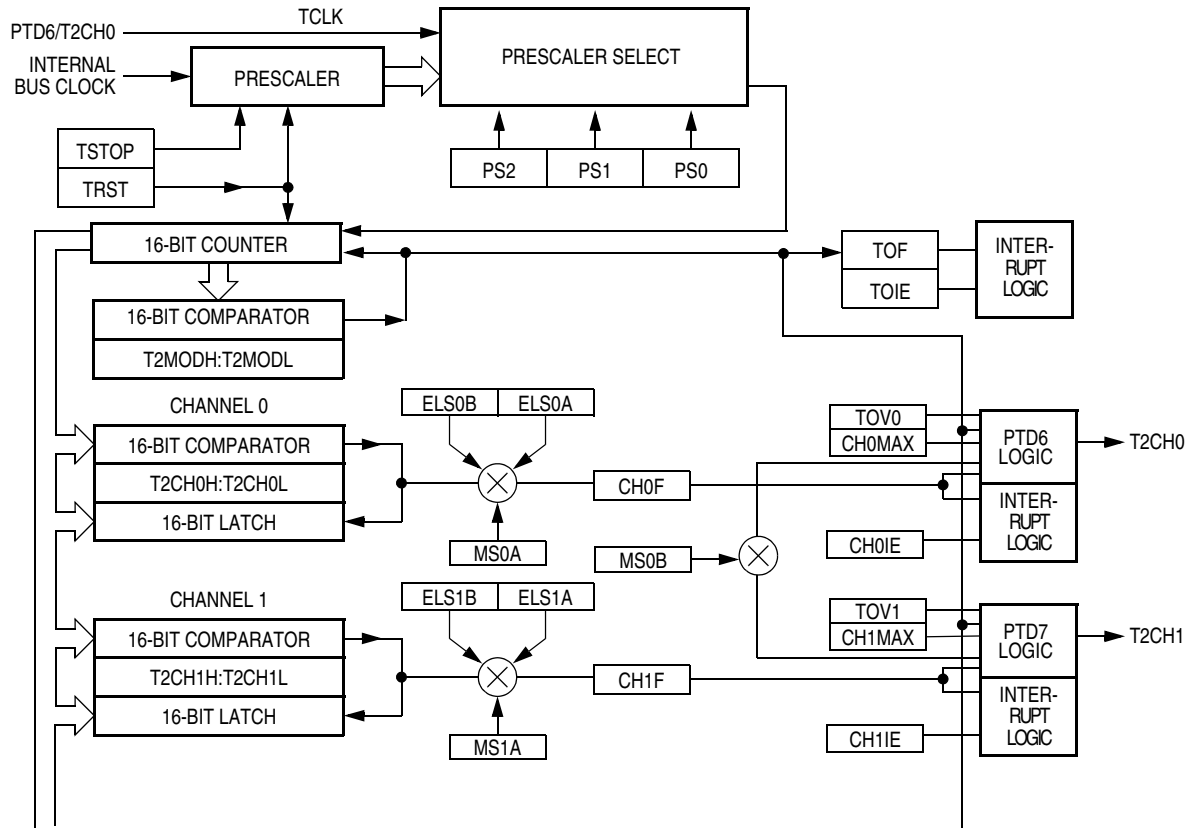 TCLK
PTD6/T2CH0
INTERNAL
BUS CLOCK
PRESCALER
PRESCALER SELECT
TSTOP
TRST
PS2
PS1
PS0
16-BIT COUNTER
TOF
TOIE
INTER-
RUPT
LOGIC
16-BIT COMPARATOR
T2MODH:T2MODL
CHANNEL 0
ELS0B
ELS0A
16-BIT COMPARATOR
T2CH0H:T2CH0L
16-BIT LATCH
MS0A
CH0F
TOV0
CH0MAX
PTD6
LOGIC
T2CH0
INTER-
RUPT
LOGIC
CH0IE
MS0B
CHANNEL 1
ELS1B
ELS1A
16-BIT COMPARATOR
T2CH1H:T2CH1L
16-BIT LATCH
MS1A
CH1F
TOV1
CH1MAX
PTD7
LOGIC
T2CH1
INTER-
RUPT
LOGIC
CH1IE